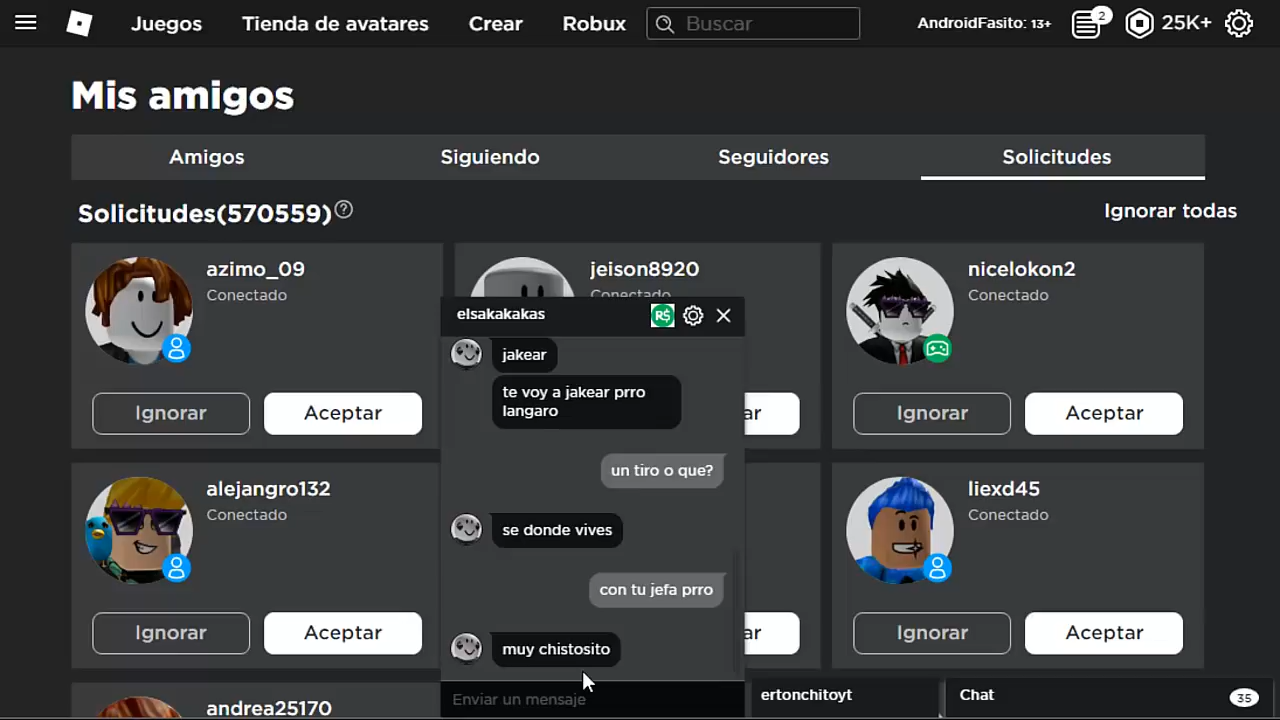 Juegos Tienda de avatares Crear Robux Buscar AndroidFasito: 13+ 2 25K+
Mis amigos
Amigos Siguiendo Seguidores Solicitudes
Solicitudes(570559) ? Ignorar todas
azimo_09
Conectado
Ignorar Aceptar
jeison8920
Conectado
ar
nicelokon2
Conectado
Ignorar Aceptar
alejangro132
Conectado
Ignorar Aceptar
ar
liexd45
Conectado
Ignorar Aceptar
andrea25170
elsakakakas R$
jakear
te voy a jakear prro
langaro
un tiro o que?
se donde vives
con tu jefa prro
muy chistosito
Enviar un mensaje
ertonchitoyt
Chat 35